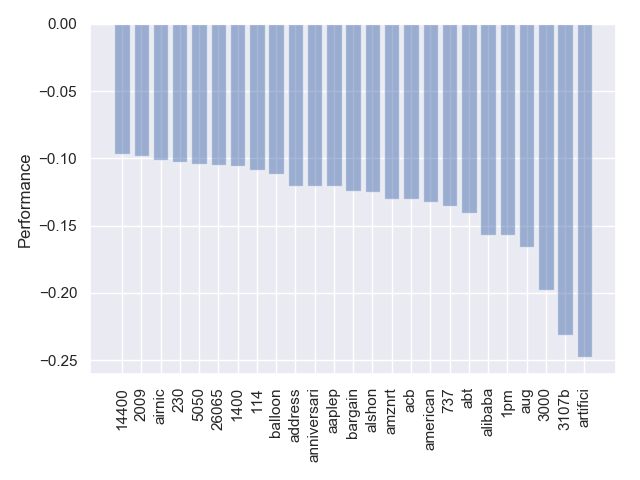 0.00
−0.05
−0.10
−0.15
−0.20
−0.25
Performance
14400
2009
airmic
230
5050
26065
1400
114
balloon
address
anniversari
aaplep
bargain
alshon
amznrt
acb
american
737
abt
alibaba
1pm
aug
3000
3107b
artifici